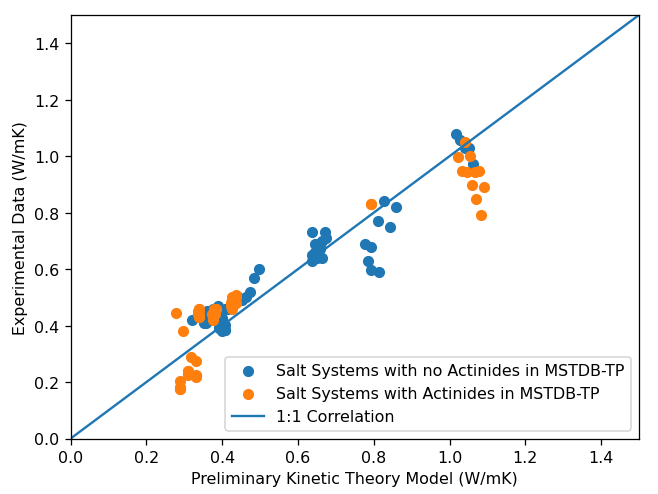 1.4
1.2
1.0
0.8
0.6
0.4
0.2
0.0
Experimental Data (W/mK)
Salt Systems with no Actinides in MSTDB-TP
Salt Systems with Actinides in MSTDB-TP
1:1 Correlation
0.0 0.2 0.4 0.6 0.8 1.0 1.2 1.4
Preliminary Kinetic Theory Model (W/mK)